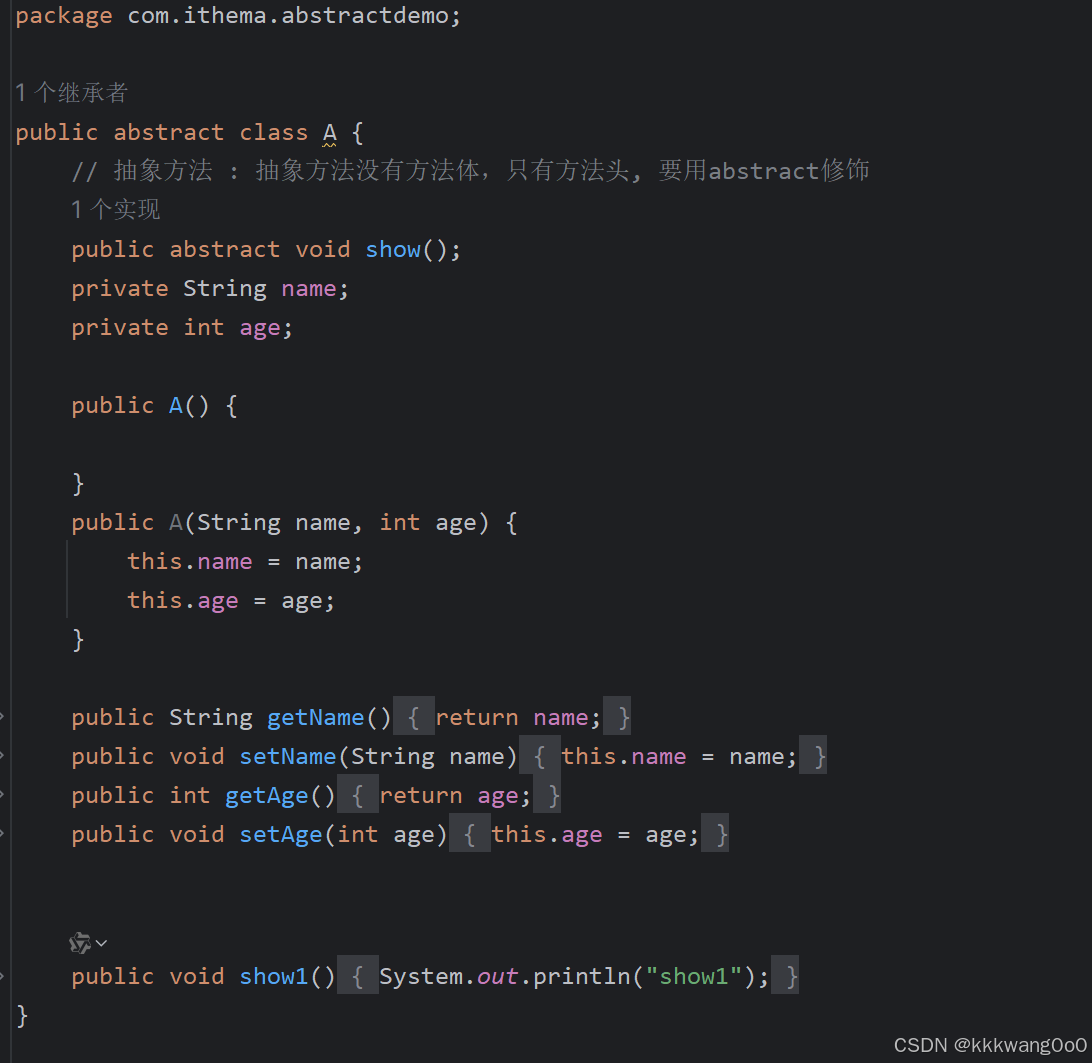 package com.ithema.abstractdemo;
1 个继承者
public abstract class A {
// 抽象方法 : 抽象方法没有方法体，只有方法头, 要用abstract修饰
1 个实现
public abstract void show();
private String name;
private int age;
public A() {
}
public A(String name, int age) {
this.name = name;
this.age = age;
}
public String getName() { return name; }
public void setName(String name) { this.name = name; }
public int getAge() { return age; }
public void setAge(int age) { this.age = age; }
public void show1() { System.out.println("show1"); }
}
CSDN @kkkwang0o0